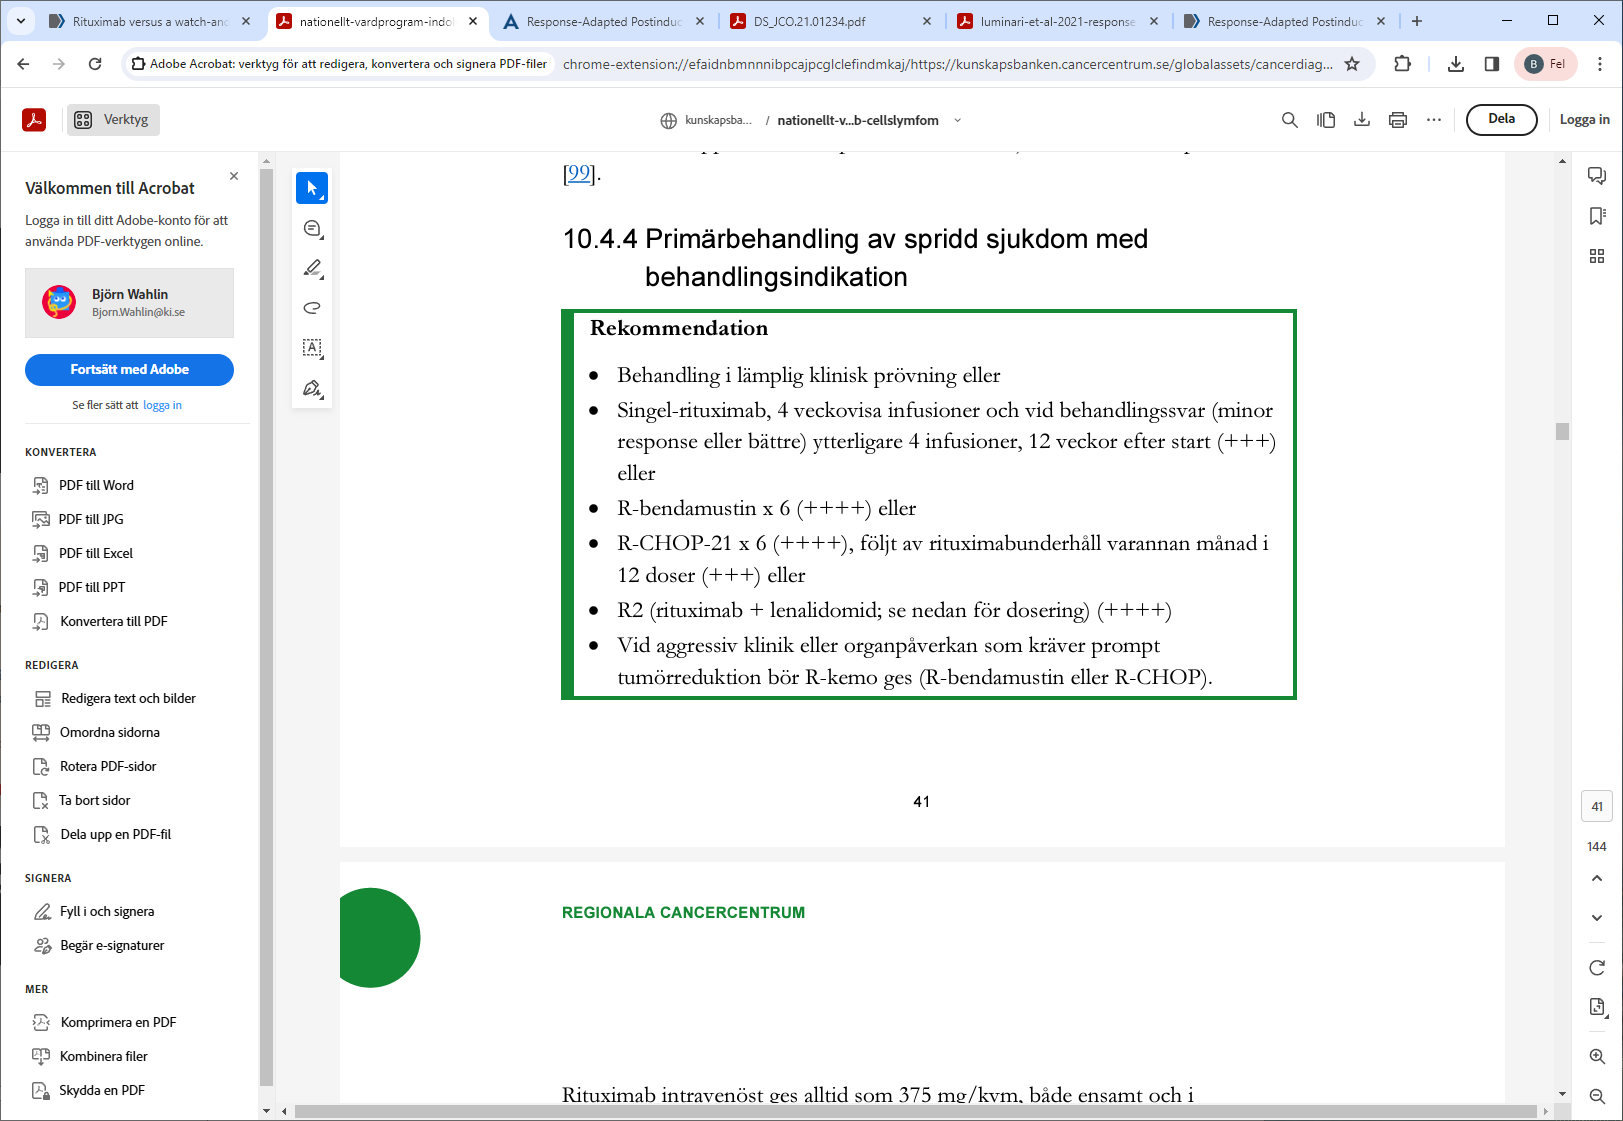 Rituximab versus a watch-an
nationellt-vardprogram-indol
Response-Adapted Postinduc
DS_JCO.21.01234.pdf
luminari-et-al-2021-response
Response-Adapted Postinduc
Adobe Acrobat: verktyg för att redigera, konvertera och signera PDF-filer
chrome-extension://efaidnbmnnnibpcajpcglclefindmkaj/https://kunskapsbanken.cancercentrum.se/globalassets/cancerdiag...
B Fel
Verktyg
kunskapsba... / nationellt-v...b-cellslymfom
Dela
Logga in
Välkommen till Acrobat
Logga in till ditt Adobe-konto för att
använda PDF-verktygen online.
Björn Wahlin
Bjorn.Wahlin@ki.se
Fortsätt med Adobe
Se fler sätt att logga in
KONVERTERA
PDF till Word
PDF till JPG
PDF till Excel
PDF till PPT
Konvertera till PDF
REDIGERA
Redigera text och bilder
Omordna sidorna
Rotera PDF-sidor
Ta bort sidor
Dela upp en PDF-fil
SIGNERA
Fyll i och signera
Begär e-signaturer
MER
Komprimera en PDF
Kombinera filer
Skydda en PDF
[99].
10.4.4 Primärbehandling av spridd sjukdom med
behandlingsindikation
Rekommendation
• Behandling i lämplig klinisk prövning eller
• Singel-rituximab, 4 veckovisa infusioner och vid behandlingssvar (minor
response eller bättre) ytterligare 4 infusioner, 12 veckor efter start (+++)
eller
• R-bendamustin x 6 (++++) eller
• R-CHOP-21 x 6 (++++), följt av rituximabunderhåll varannan månad i
12 doser (+++) eller
• R2 (rituximab + lenalidomid; se nedan för dosering) (++++)
• Vid aggressiv klinik eller organpåverkan som kräver prompt
tumörreduktion bör R-kemo ges (R-bendamustin eller R-CHOP).
41
REGIONALA CANCERCENTRUM
Rituximab intravenöst ges alltid som 375 mg/kvm, både ensamt och i
41
144